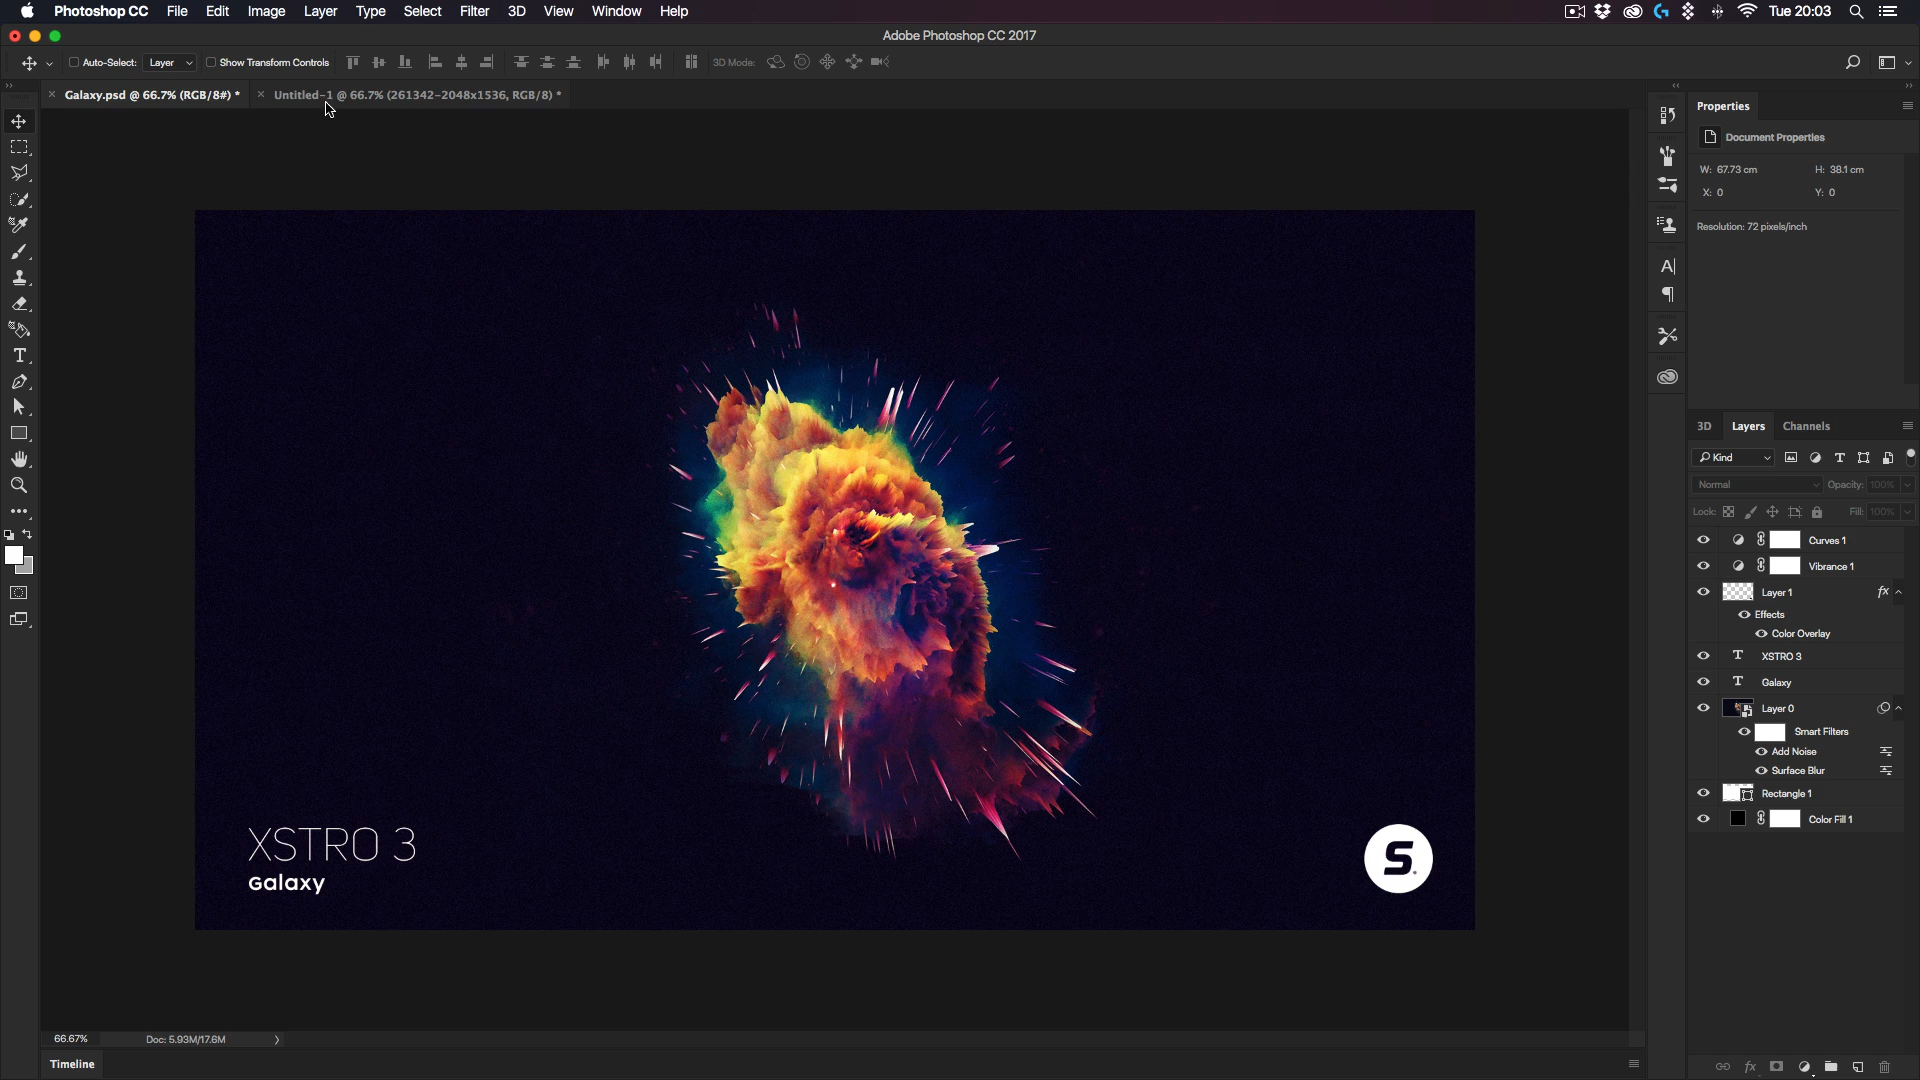 Photoshop CC File Edit Image Layer Type Select Filter 3D View Window Help Tue 20:03
Adobe Photoshop CC 2017
Auto-Select: Layer Show Transform Controls 3D Mode:
Galaxy.psd @ 66.7% (RGB/8#) * Untitled-1 @ 66.7% (261342-2048x1536, RGB/8) *
Properties
Document Properties
W: 67.73 cm H: 38.1 cm
X: 0 Y: 0
Resolution: 72 pixels/inch
3D Layers Channels
Kind
Normal Opacity: 100%
Lock: Fill: 100%
Curves 1
Vibrance 1
Layer 1 fx
Effects
Color Overlay
T XSTRO 3
T Galaxy
Layer 0
Smart Filters
Add Noise
Surface Blur
Rectangle 1
Color Fill 1
XSTRO 3
Galaxy
S.
66.67% Doc: 5.93M/17.6M
Timeline
fx